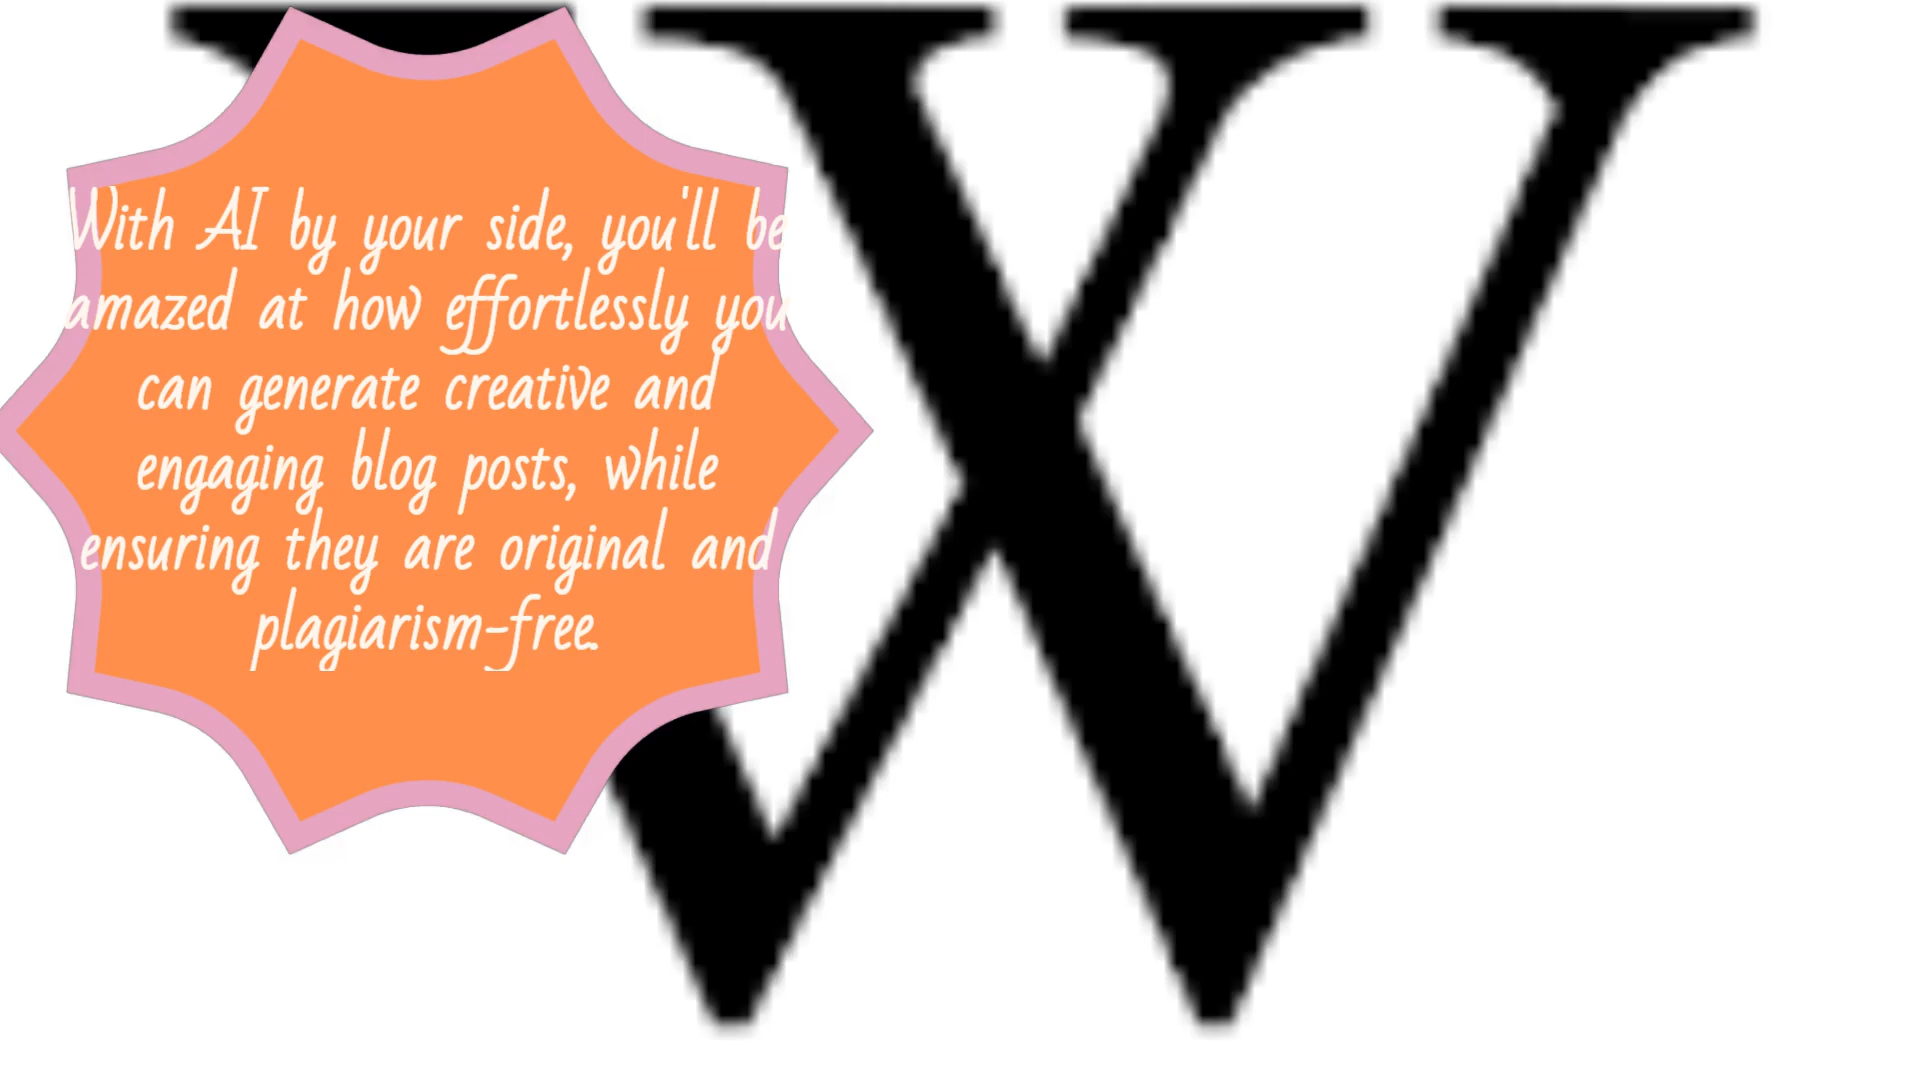 With AI by your side, you'll be
amazed at how effortlessly you
can generate creative and
engaging blog posts, while
ensuring they are original and
plagiarism-free.
W